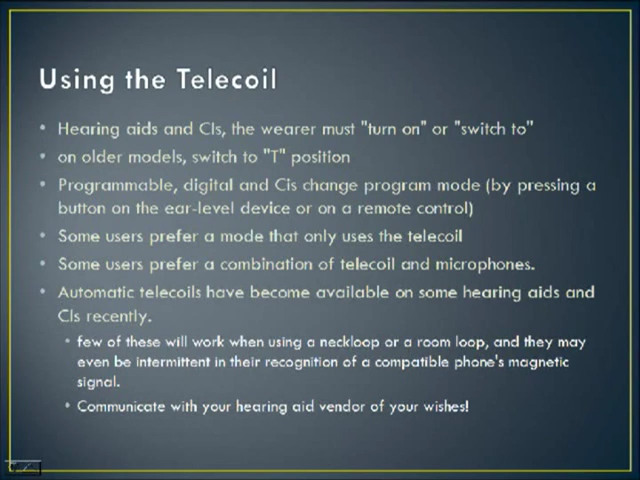 Using the Telecoil
• Hearing aids and CIs, the wearer must "turn on" or "switch to"
• on older models, switch to "T" position
• Programmable, digital and Cis change program mode (by pressing a
button on the ear-level device or on a remote control)
• Some users prefer a mode that only uses the telecoil
• Some users prefer a combination of telecoil and microphones.
• Automatic telecoils have become available on some hearing aids and
CIs recently.
• few of these will work when using a neckloop or a room loop, and they may
even be intermittent in their recognition of a compatible phone's magnetic
signal.
• Communicate with your hearing aid vendor of your wishes!